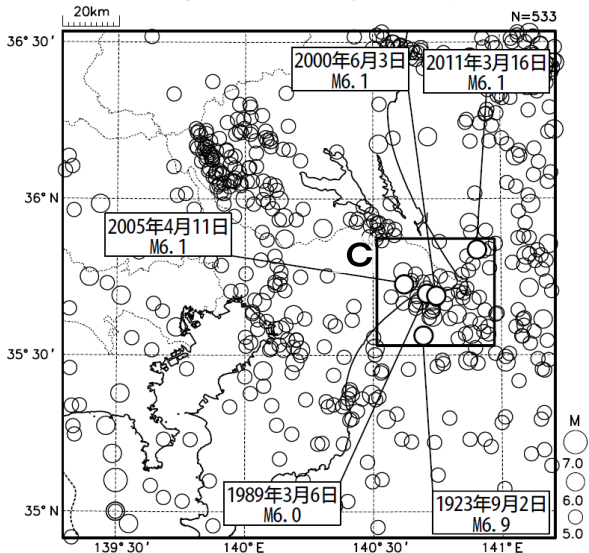 20km
N=533
36°30'
2000年6月3日
M6.1
2011年3月16日
M6.1
36°N
2005年4月11日
M6.1
C
35°30'
M
7.0
6.0
5.0
1989年3月6日
M6.0
1923年9月2日
M6.9
35°N
139°30'
140°E
140°30'
141°E